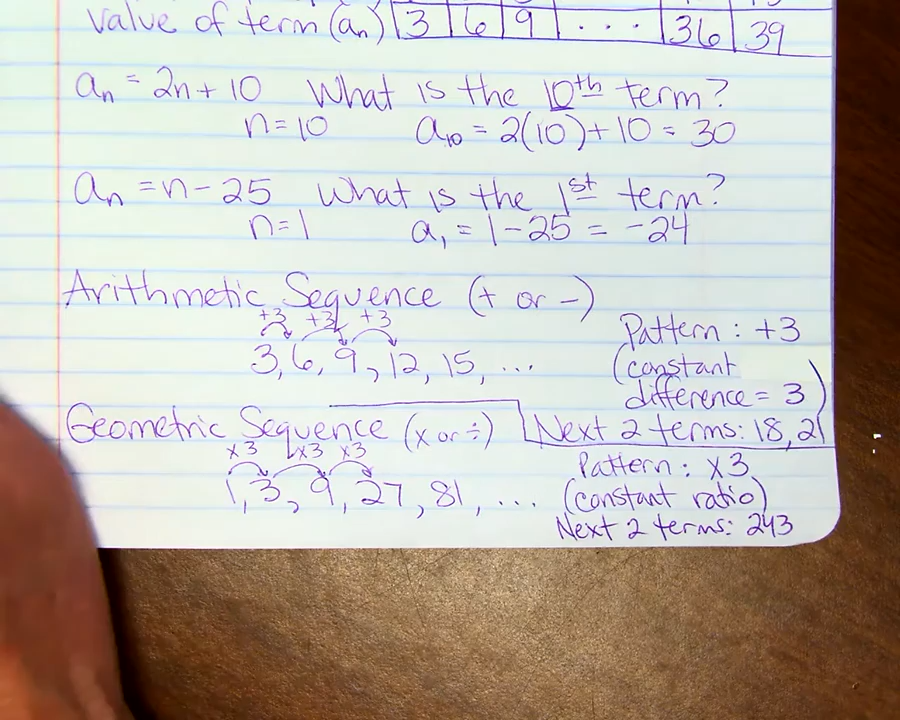 Value of term (an) 3 6 9 ... 36 39
an = 2n + 10 What is the 10th term?
n = 10 a10 = 2(10) + 10 = 30
an = n - 25 What is the 1st term?
n = 1 a1 = 1 - 25 = -24
Arithmetic Sequence (+ or -)
+3 +3 +3
Pattern: +3
3, 6, 9, 12, 15, ...
(constant
difference = 3)
Geometric Sequence (x or ÷)
Next 2 terms: 18, 21
x3 x3 x3
Pattern: x3
1, 3, 9, 27, 81, ... (constant ratio)
Next 2 terms: 243